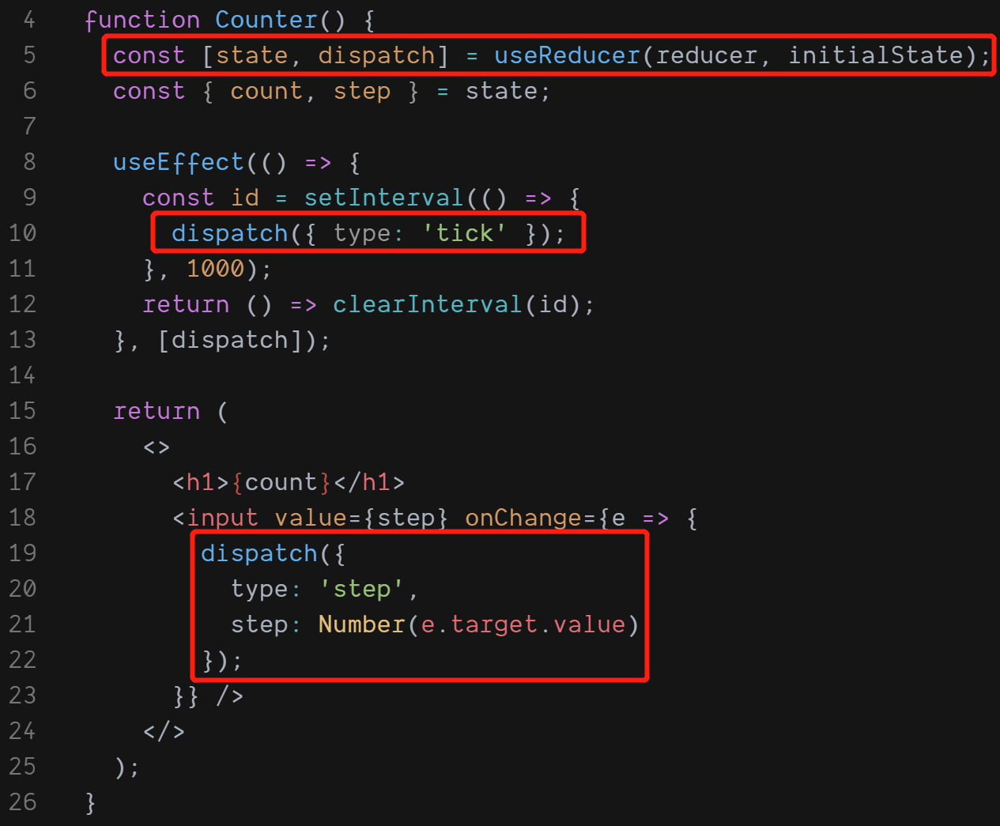 4 function Counter() {
5 const [state, dispatch] = useReducer(reducer, initialState);
6 const { count, step } = state;
7
8 useEffect(() => {
9 const id = setInterval(() => {
10 dispatch({ type: 'tick' });
11 }, 1000);
12 return () => clearInterval(id);
13 }, [dispatch]);
14
15 return (
16 <>
17 <h1>{count}</h1>
18 <input value={step} onChange={e => {
19 dispatch({
20 type: 'step',
21 step: Number(e.target.value)
22 });
23 }} />
24 </>
25 );
26 }